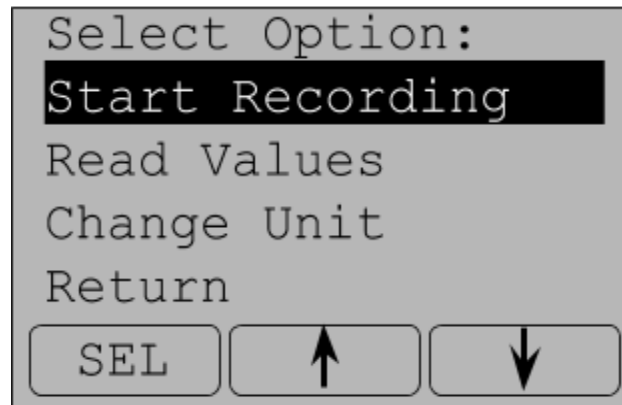 Select Option:
Start Recording
Read Values
Change Unit
Return
SEL ↑ ↓